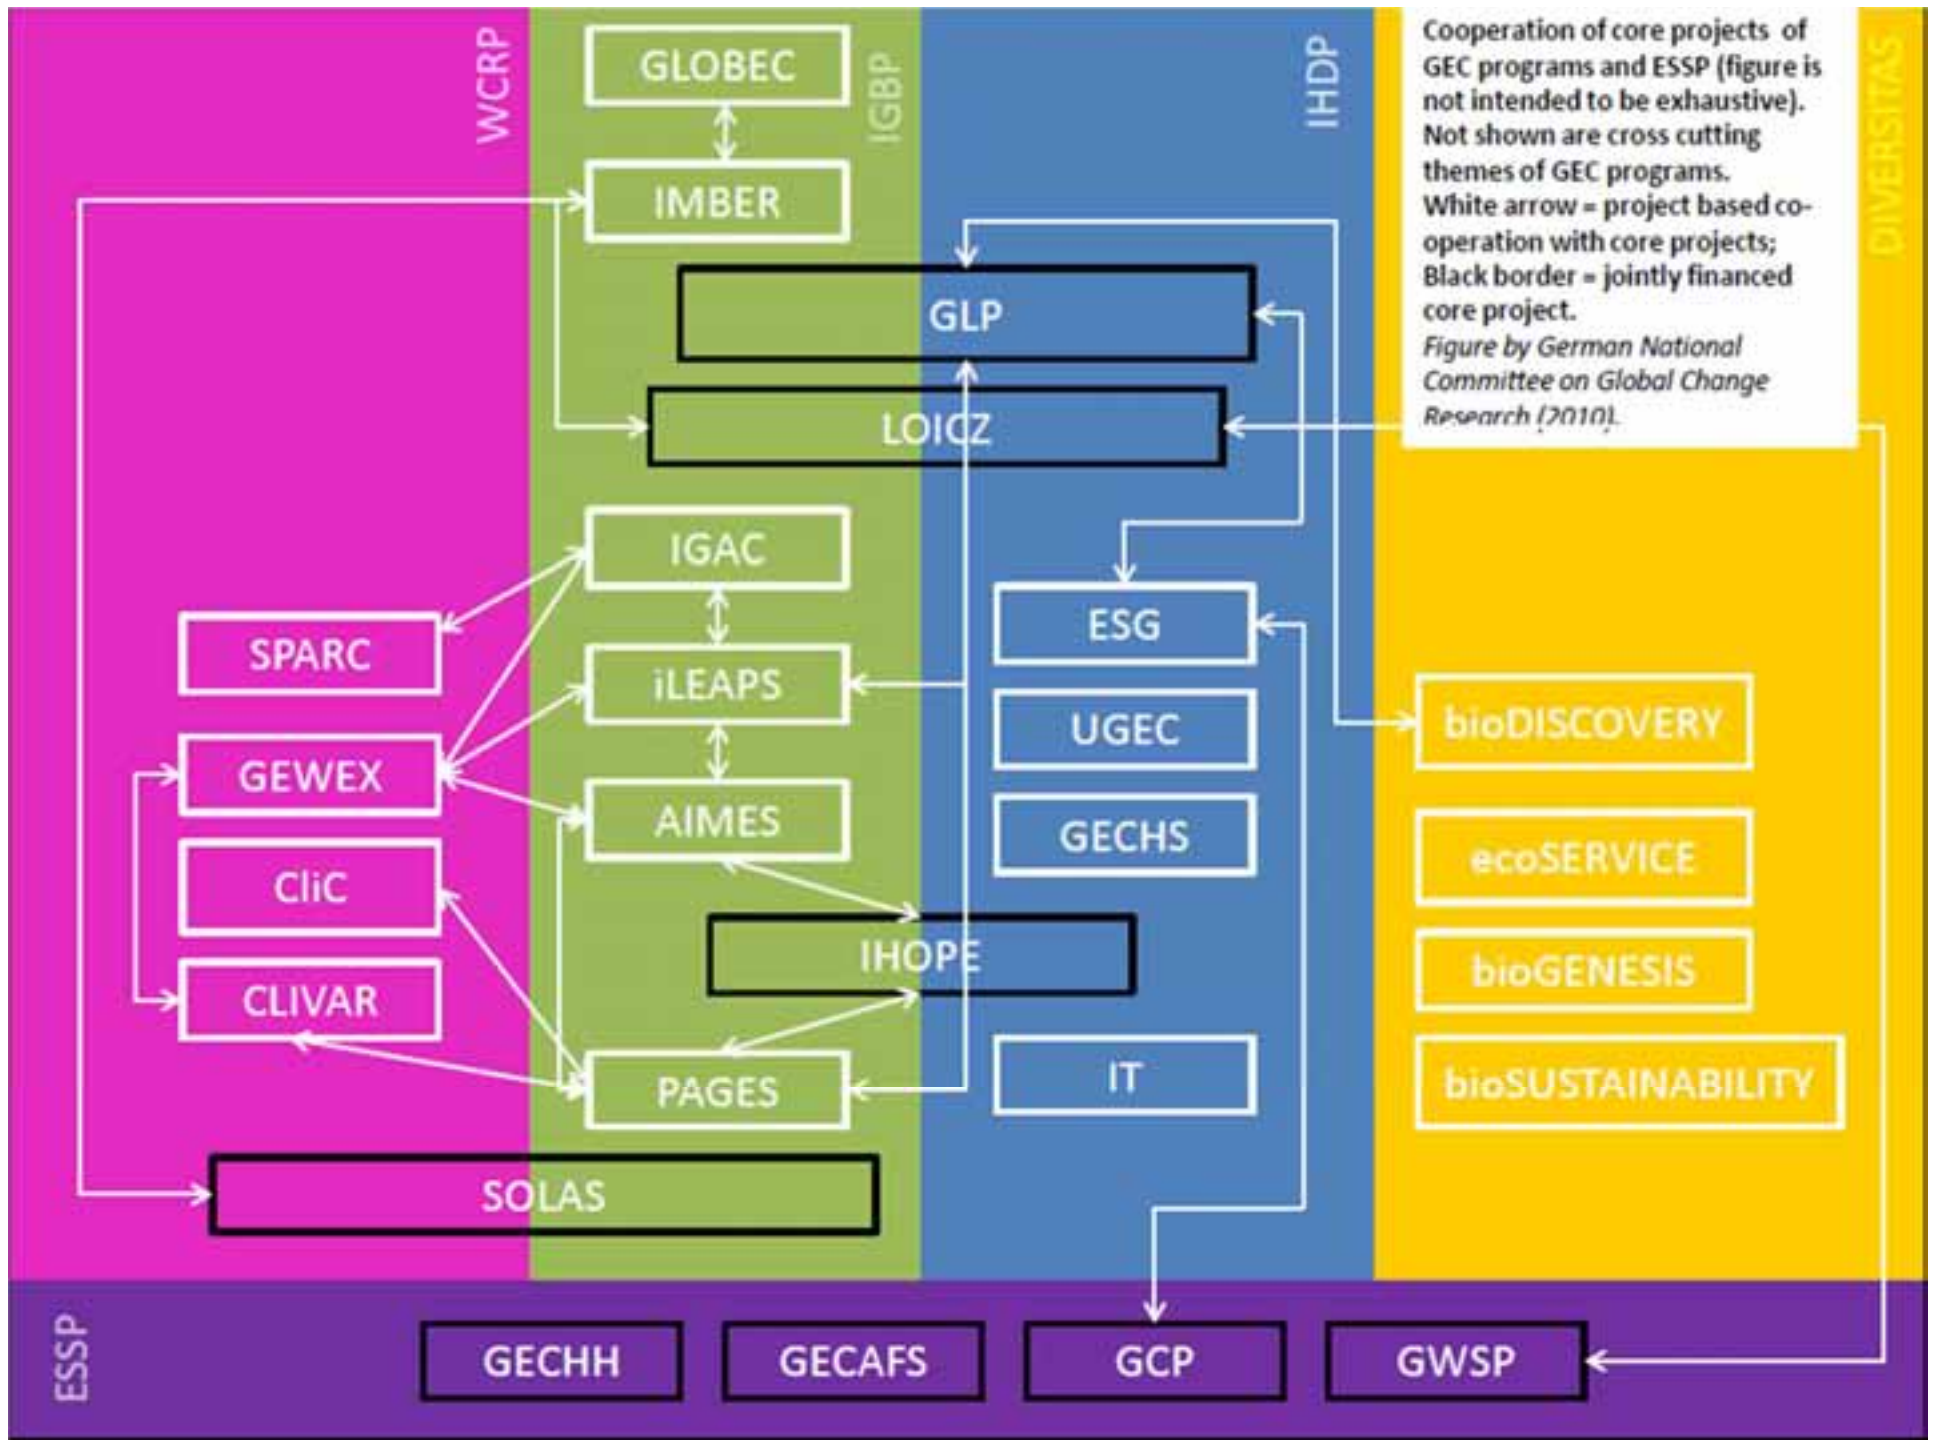 WCRP
GLOBEC
IGBP
IHDP
Cooperation of core projects of
GEC programs and ESSP (figure is
not intended to be exhaustive).
Not shown are cross cutting
themes of GEC programs.
White arrow = project based co-
operation with core projects;
Black border = jointly financed
core project.
Figure by German National
Committee on Global Change
Research (2010).
DIVERSITAS
IMBER
GLP
LOICZ
IGAC
SPARC
iLEAPS
ESG
UGEC
bioDISCOVERY
GEWEX
AIMES
GECHS
ecoSERVICE
CliC
IHOPE
bioGENESIS
CLIVAR
PAGES
IT
bioSUSTAINABILITY
SOLAS
ESSP
GECHH
GECAFS
GCP
GWSP